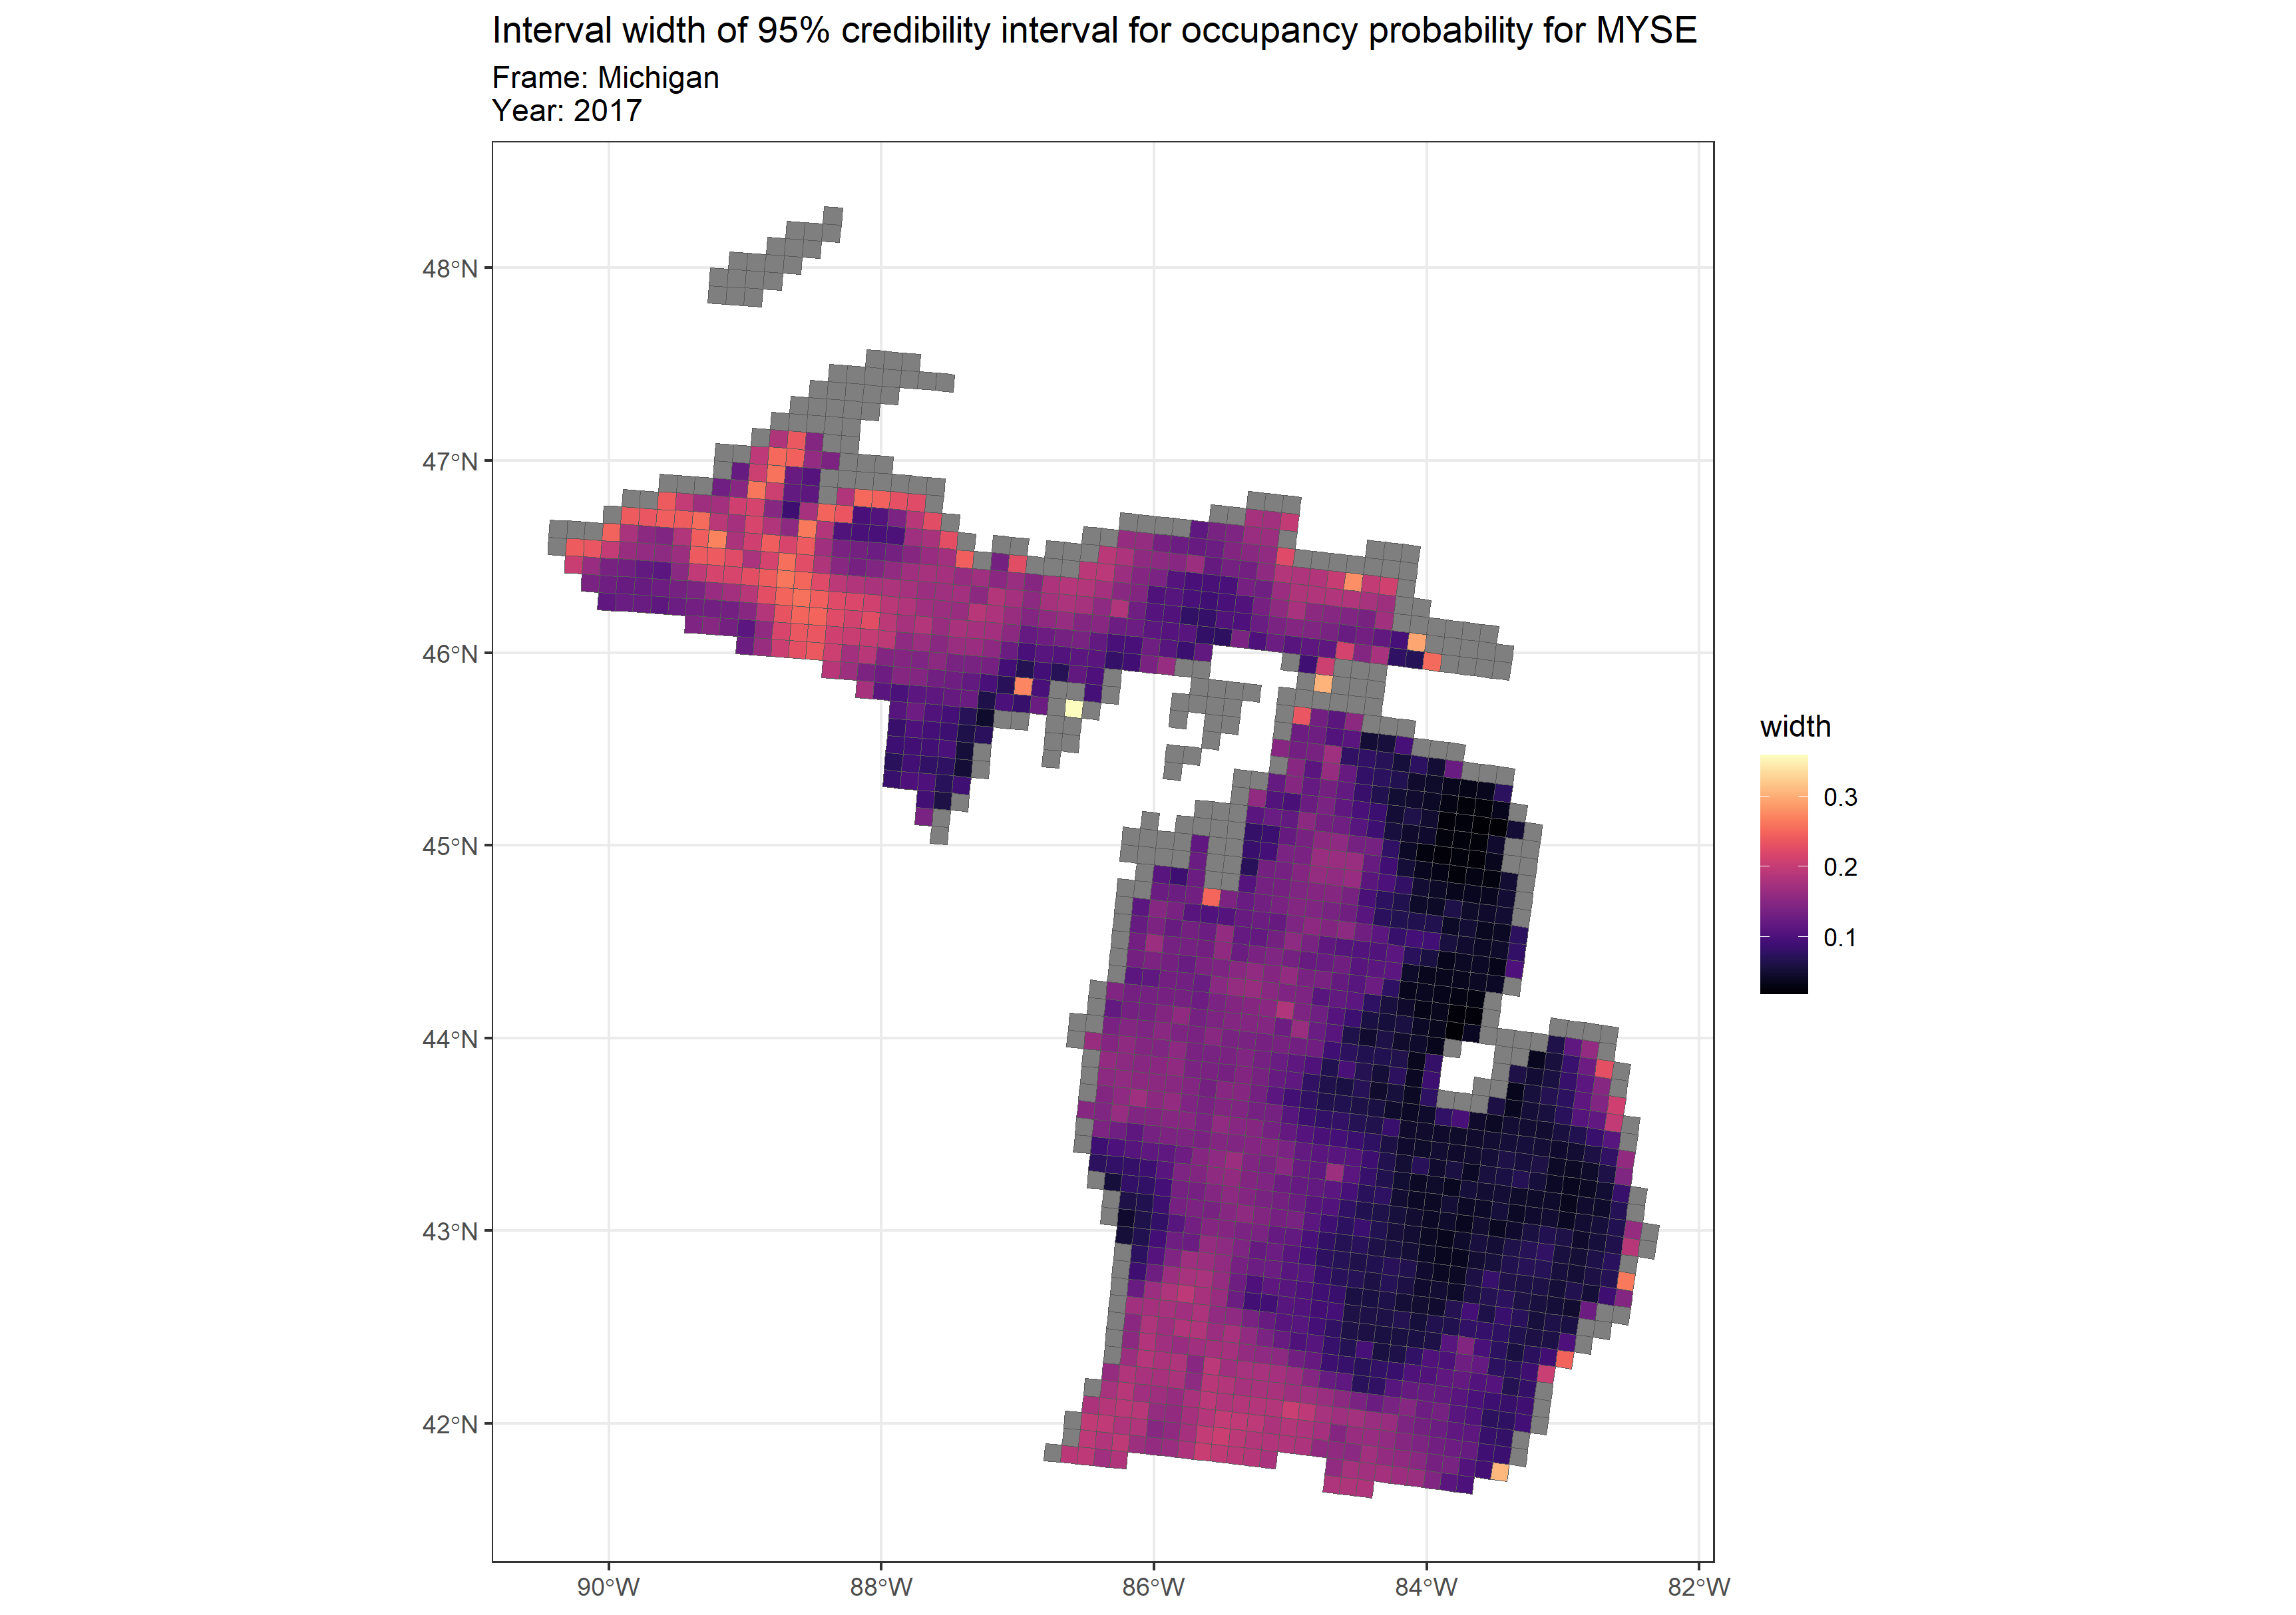 Interval width of 95% credibility interval for occupancy probability for MYSE
Frame: Michigan
Year: 2017
48°N
47°N
46°N
45°N
44°N
43°N
42°N
90°W
88°W
86°W
84°W
82°W
width
0.3
0.2
0.1